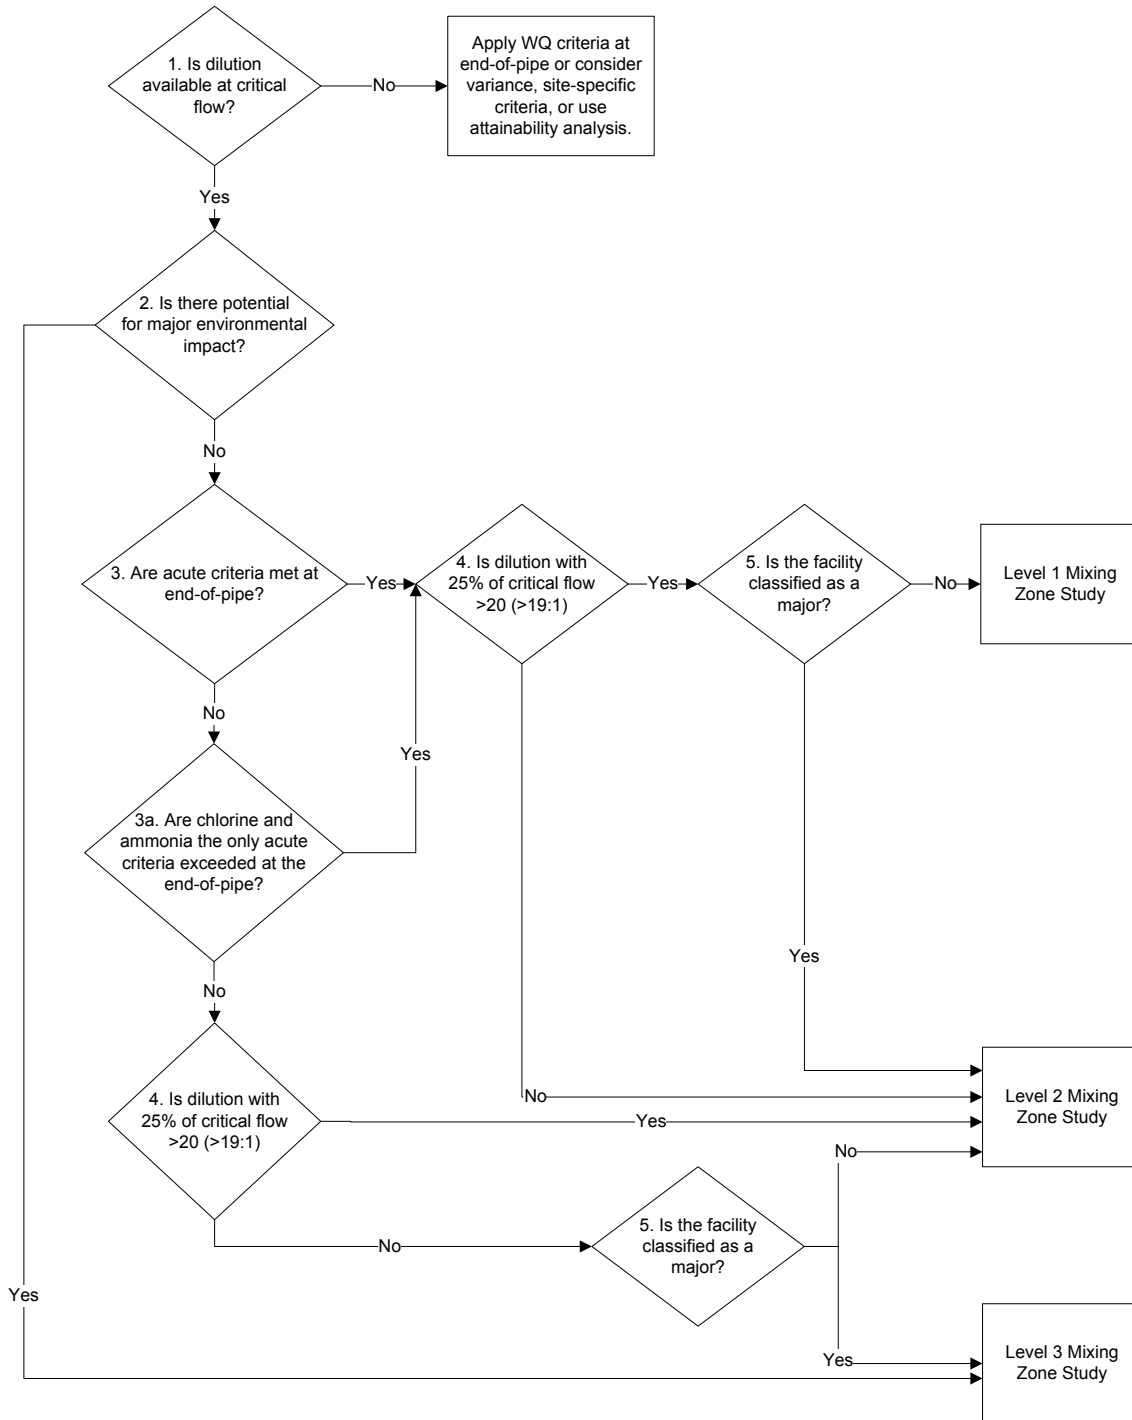 1. Is dilution
available at critical
flow?
No
Apply WQ criteria at
end-of-pipe or consider
variance, site-specific
criteria, or use
attainability analysis.
Yes
2. Is there potential
for major environmental
impact?
No
3. Are acute criteria met at
end-of-pipe?
Yes
4. Is dilution with
25% of critical flow
>20 (>19:1)
Yes
5. Is the facility
classified as a
major?
No
Level 1 Mixing
Zone Study
No
Yes
3a. Are chlorine and
ammonia the only acute
criteria exceeded at the
end-of-pipe?
Yes
No
4. Is dilution with
25% of critical flow
>20 (>19:1)
No
Yes
Level 2 Mixing
Zone Study
No
No
5. Is the facility
classified as a
major?
Yes
Yes
Level 3 Mixing
Zone Study